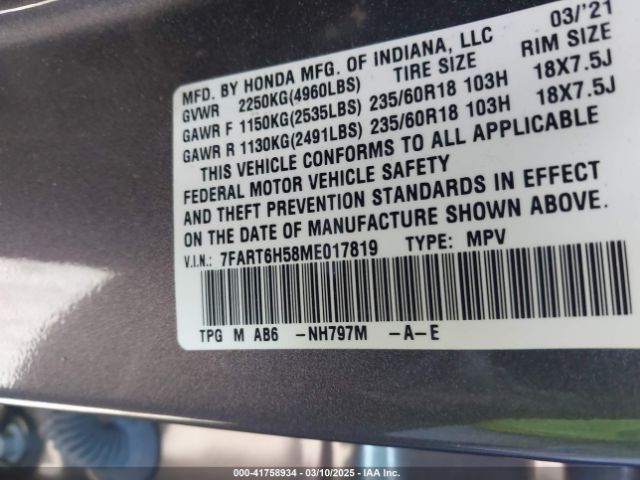 MFD. BY HONDA MFG. OF INDIANA, LLC 03/'21
GVWR 2250KG(4960LBS) TIRE SIZE RIM SIZE
GAWR F 1150KG(2535LBS) 235/60R18 103H 18X7.5J
GAWR R 1130KG(2491LBS) 235/60R18 103H 18X7.5J
THIS VEHICLE CONFORMS TO ALL APPLICABLE
FEDERAL MOTOR VEHICLE SAFETY
AND THEFT PREVENTION STANDARDS IN EFFECT
ON THE DATE OF MANUFACTURE SHOWN ABOVE.
V.I.N.: 7FART6H58ME017819 TYPE: MPV
TPG M AB6 -NH797M -A-E
000-41758934 - 03/10/2025 - IAA Inc.